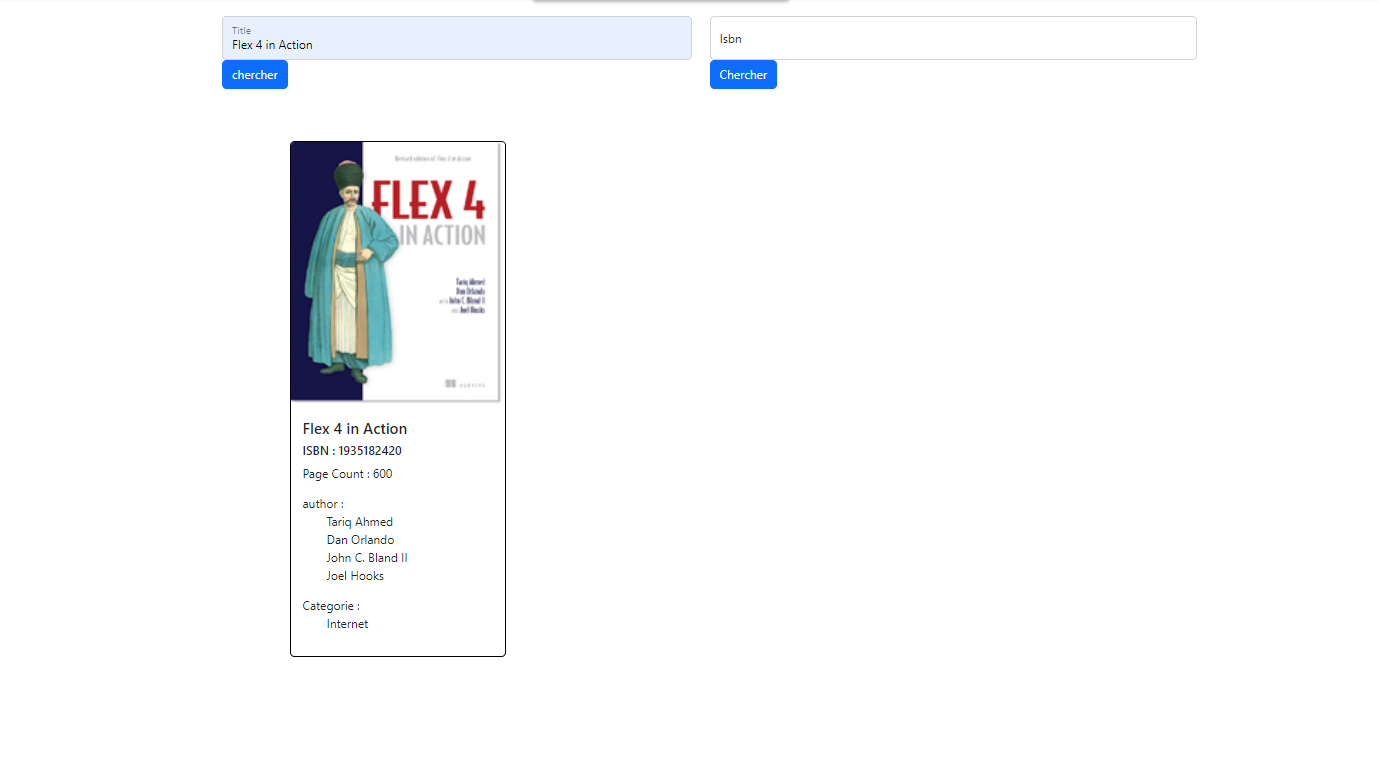 Title
Flex 4 in Action
Isbn
chercher
Chercher
Revised edition of Flex 3 in Action
FLEX 4
IN ACTION
Tariq Ahmed
Dan Orlando
WITH John C. Bland II
AND Joel Hooks
MANNING
Flex 4 in Action
ISBN : 1935182420
Page Count : 600
author :
Tariq Ahmed
Dan Orlando
John C. Bland II
Joel Hooks
Categorie :
Internet